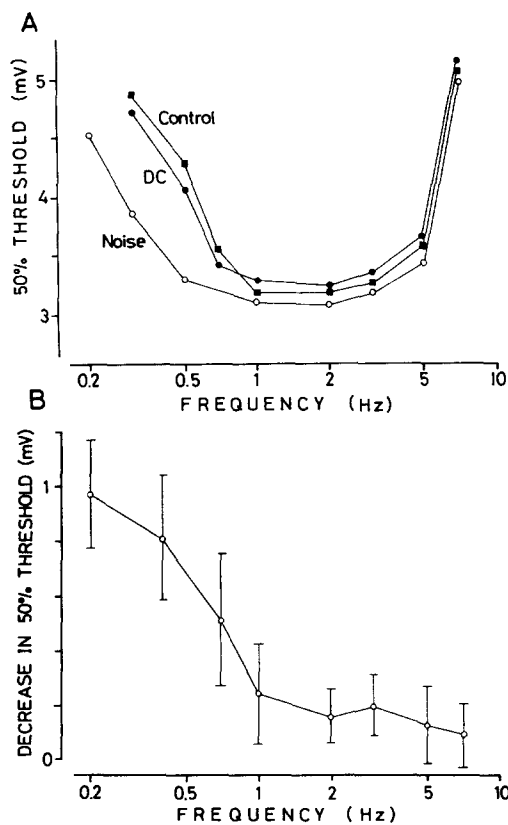 A
50% THRESHOLD (mV)
5
4
3
Control
DC
Noise
0.2
0.5
1
2
5
10
FREQUENCY (Hz)
B
DECREASE IN 50% THRESHOLD (mV)
1
0
0.2
0.5
1
2
5
10
FREQUENCY (Hz)